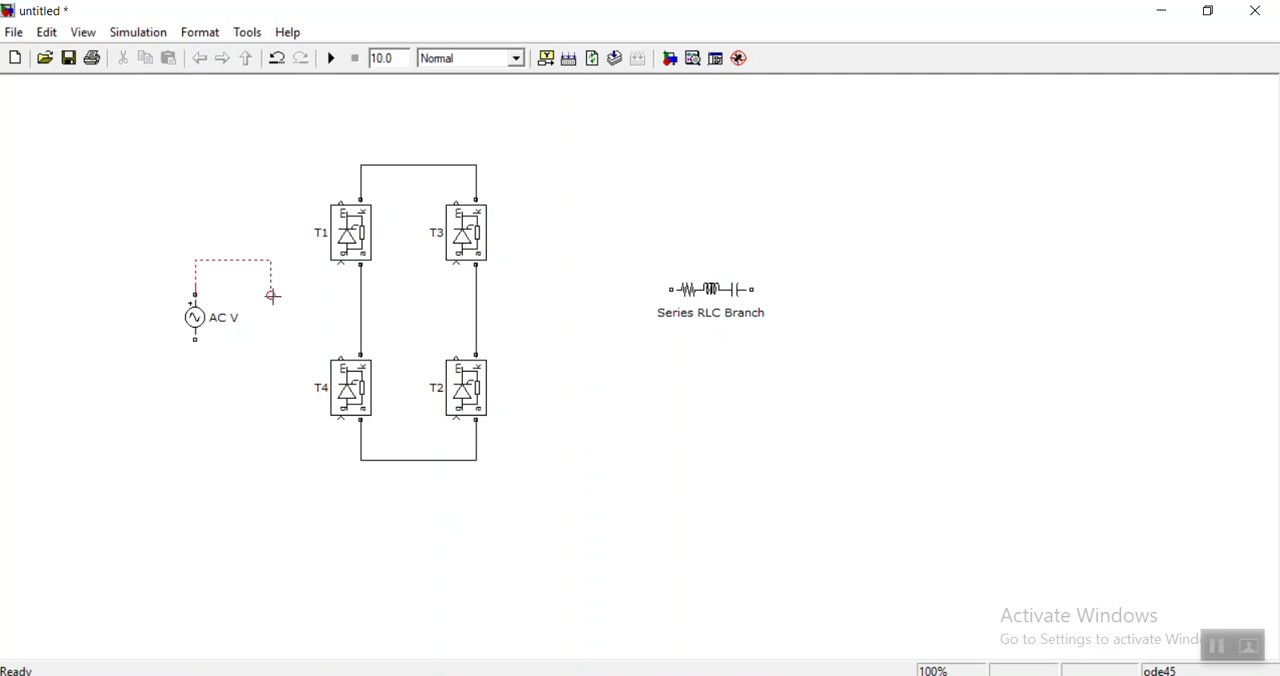 untitled *
File Edit View Simulation Format Tools Help
10.0 Normal
T1 m k g a
T3 m k g a
AC V
+
Series RLC Branch
T4 m k g a
T2 m k g a
Activate Windows
Go to Settings to activate Wind
Ready 100% ode45